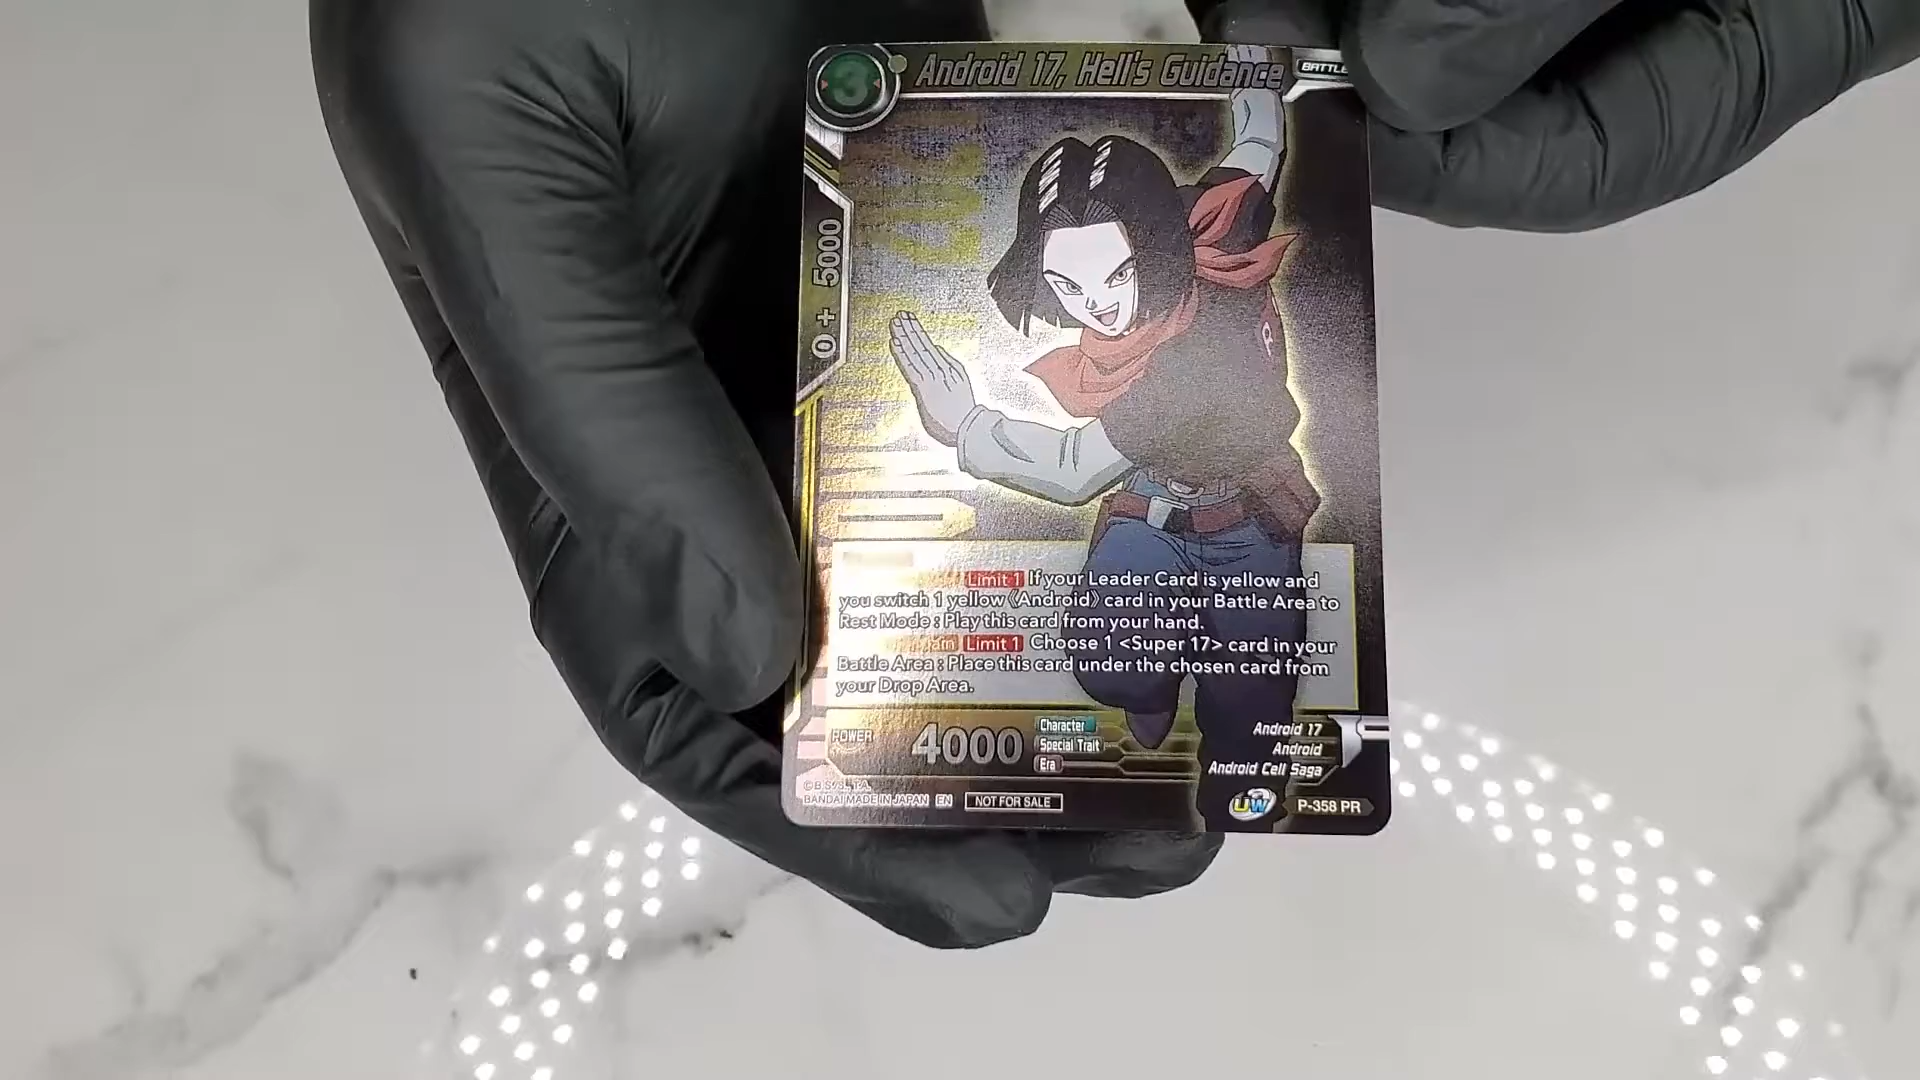 3
Android 17, Hell's Guidance
BATTLE
0 + 5000
Limit 1 If your Leader Card is yellow and
you switch 1 yellow 《Android》 card in your Battle Area to
Rest Mode : Play this card from your hand.
Limit 1 Choose 1 <Super 17> card in your
Battle Area : Place this card under the chosen card from
your Drop Area.
POWER 4000
Character Android 17
Special Trait Android
Era Android Cell Saga
BANDAI MADE IN JAPAN EN NOT FOR SALE
UW P-358 PR